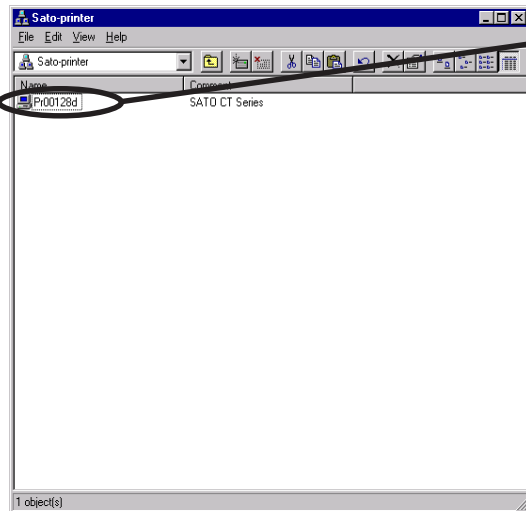 Sato-printer
File Edit View Help
Sato-printer
Name Comment
Pr00128d SATO CT Series
1 object(s)